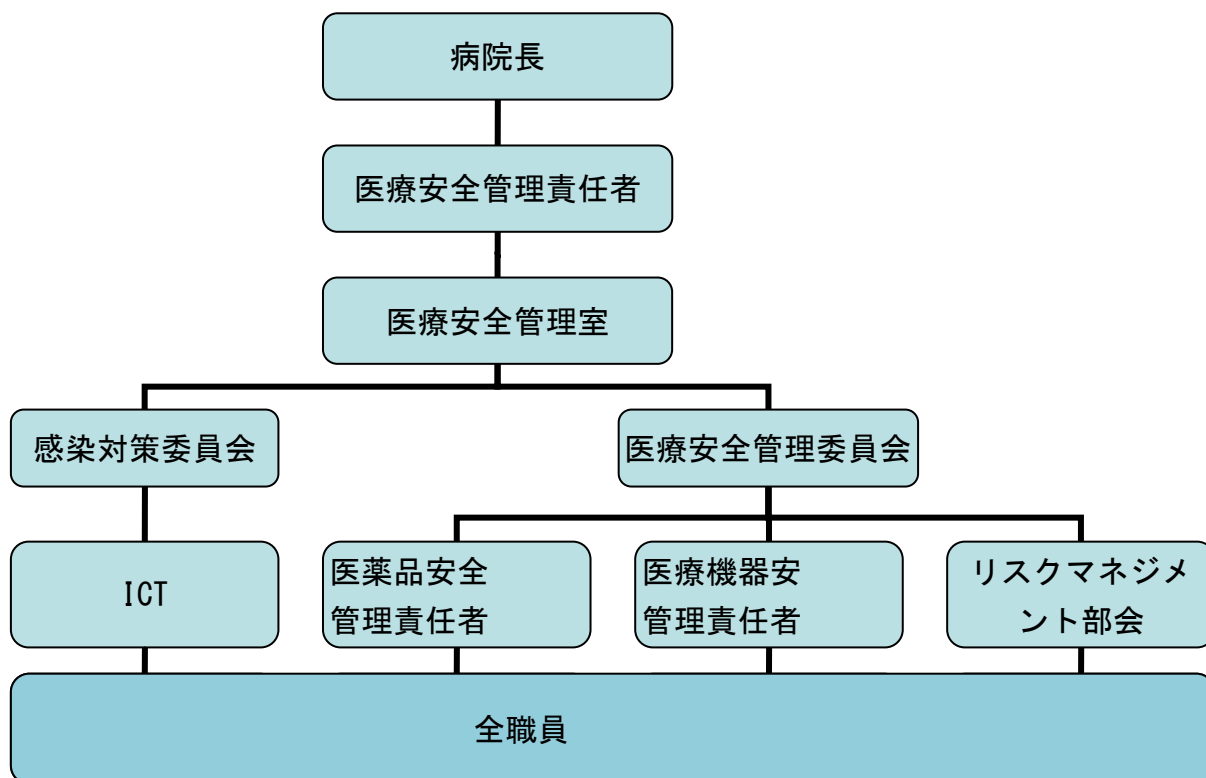 病院長
医療安全管理責任者
医療安全管理室
感染対策委員会
医療安全管理委員会
ICT
医薬品安全
管理責任者
医療機器安
管理責任者
リスクマネジメ
ント部会
全職員